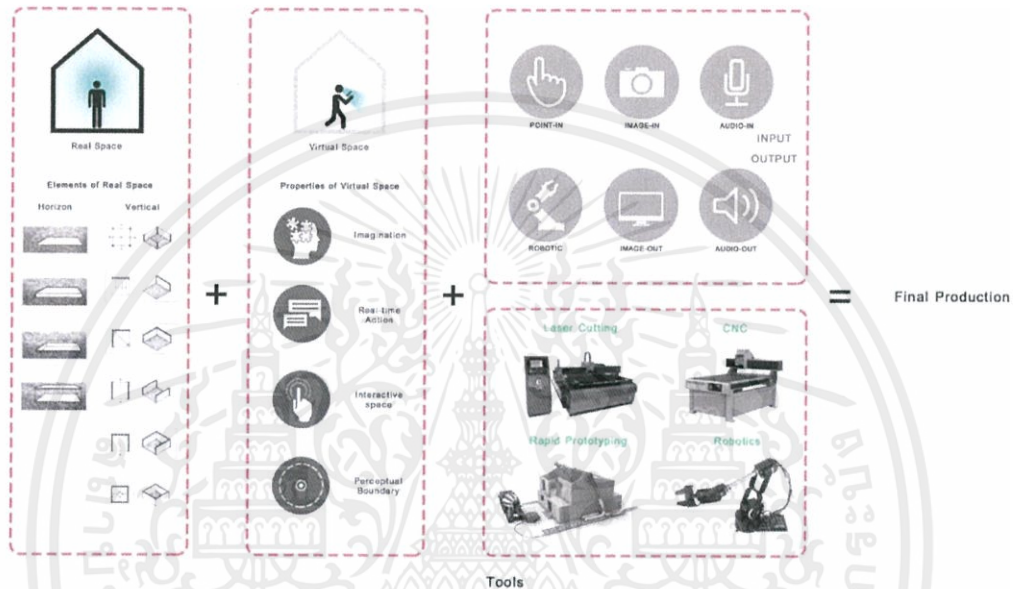 Real Space
Elements of Real Space
Horizon Vertical
Virtual Space
Properties of Virtual Space
Imagination
Real-time
Action
Interactive
space
Perceptual
Boundary
POINT-IN IMAGE-IN AUDIO-IN
INPUT
OUTPUT
ROBOTIC IMAGE-OUT AUDIO-OUT
Laser Cutting CNC
Rapid Prototyping Robotics
+
+
=
Final Production
Tools